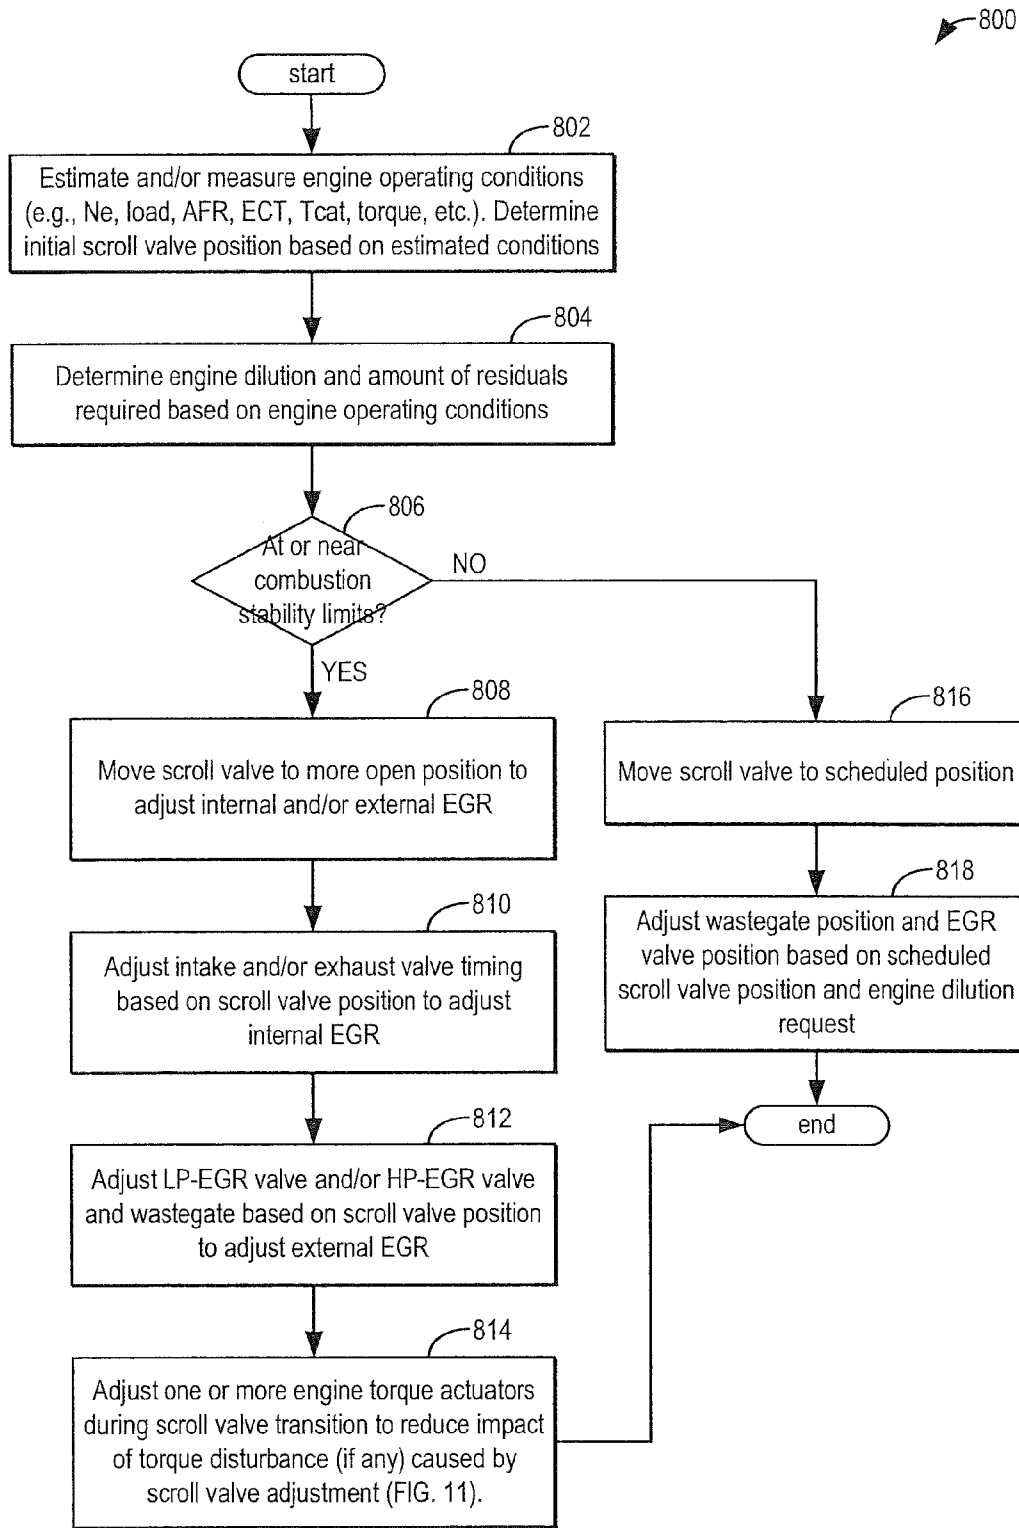 800
start
802
Estimate and/or measure engine operating conditions
(e.g., Ne, load, AFR, ECT, Tcat, torque, etc.). Determine
initial scroll valve position based on estimated conditions
804
Determine engine dilution and amount of residuals
required based on engine operating conditions
806
At or near
combustion
stability limits?
NO
YES
808
Move scroll valve to more open position to
adjust internal and/or external EGR
810
Adjust intake and/or exhaust valve timing
based on scroll valve position to adjust
internal EGR
812
Adjust LP-EGR valve and/or HP-EGR valve
and wastegate based on scroll valve position
to adjust external EGR
814
Adjust one or more engine torque actuators
during scroll valve transition to reduce impact
of torque disturbance (if any) caused by
scroll valve adjustment (FIG. 11).
816
Move scroll valve to scheduled position
818
Adjust wastegate position and EGR
valve position based on scheduled
scroll valve position and engine dilution
request
end